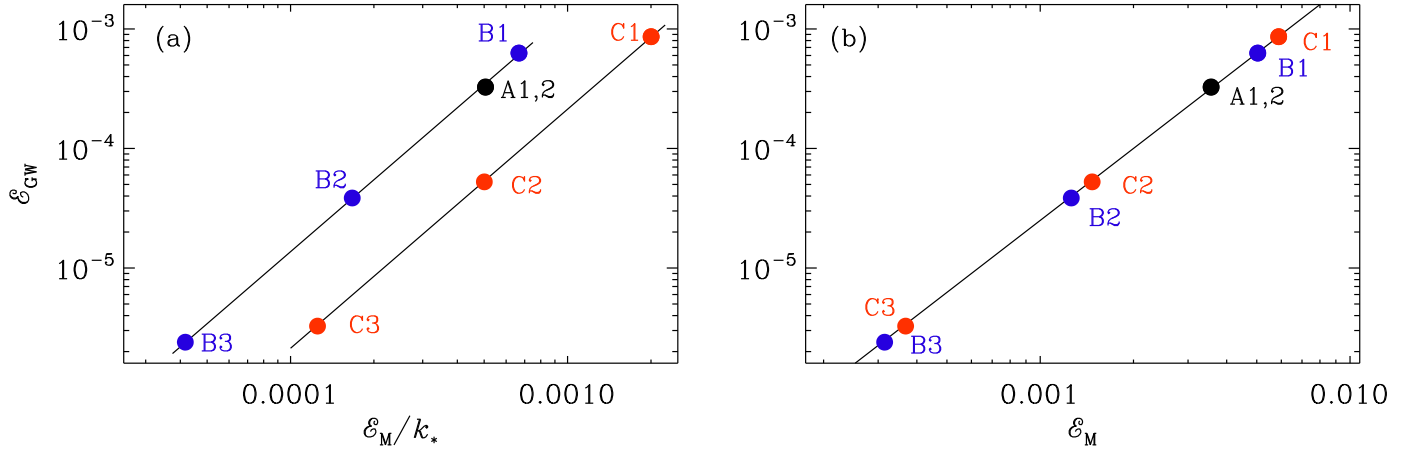 (a)
10⁻³
10⁻⁴
10⁻⁵
ℰ_GW
B1
C1
A1,2
B2
C2
B3
C3
0.0001
0.0010
ℰ_M/k_*
(b)
10⁻³
10⁻⁴
10⁻⁵
C1
B1
A1,2
C2
B2
C3
B3
0.001
0.010
ℰ_M